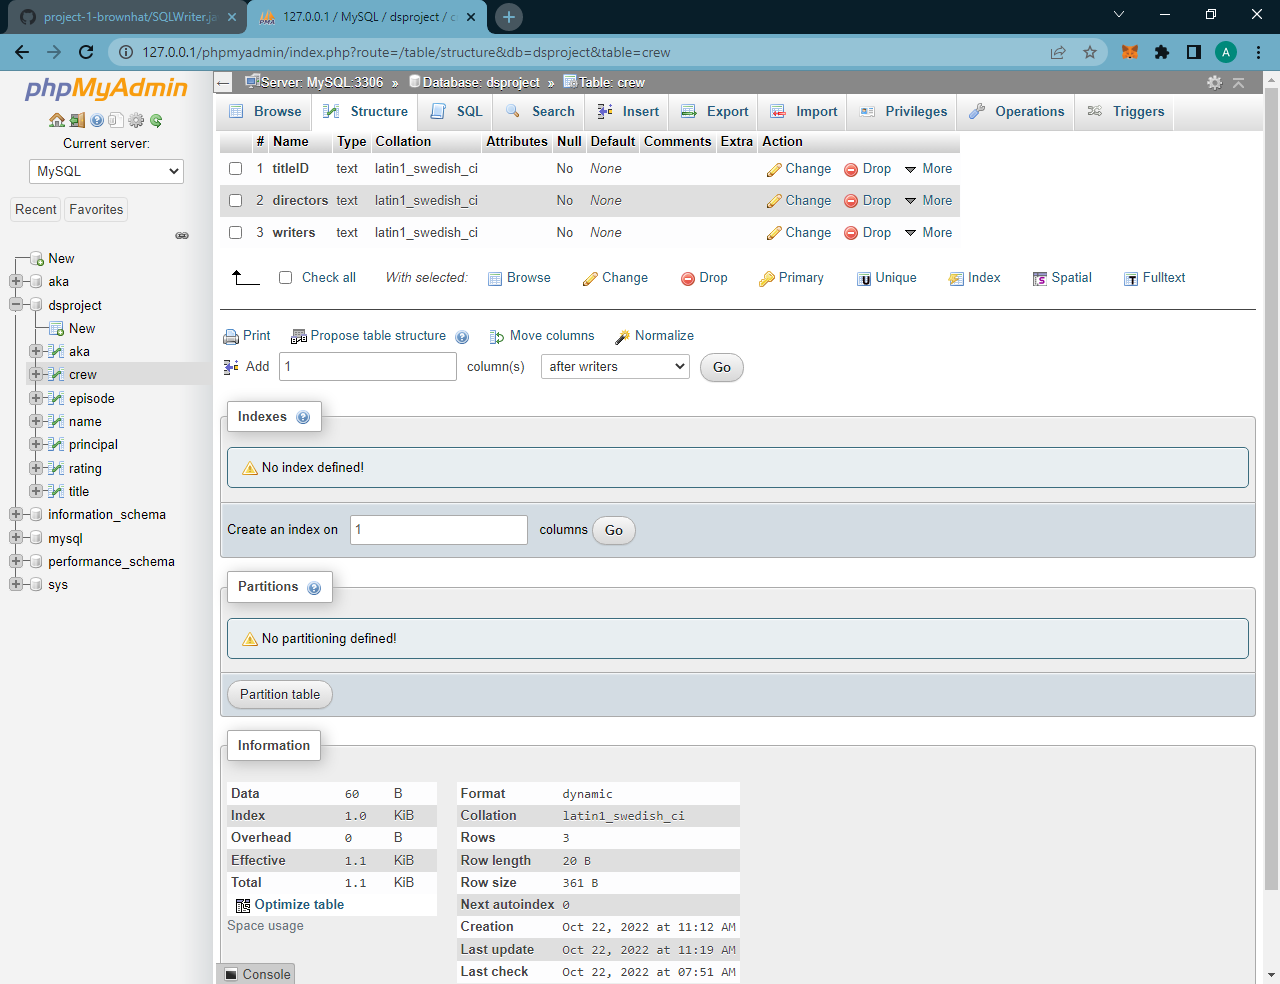 project-1-brownhat/SQLWriter.ja
127.0.0.1 / MySQL / dsproject / c
127.0.0.1/phpmyadmin/index.php?route=/table/structure&db=dsproject&table=crew
A
phpMyAdmin
Current server:
MySQL
Recent Favorites
New
aka
dsproject
New
aka
crew
episode
name
principal
rating
title
information_schema
mysql
performance_schema
sys
Server: MySQL:3306 » Database: dsproject » Table: crew
Browse Structure SQL Search Insert Export Import Privileges Operations Triggers
# Name Type Collation Attributes Null Default Comments Extra Action
1 titleID text latin1_swedish_ci No None Change Drop More
2 directors text latin1_swedish_ci No None Change Drop More
3 writers text latin1_swedish_ci No None Change Drop More
Check all With selected: Browse Change Drop Primary Unique Index Spatial Fulltext
Print Propose table structure Move columns Normalize
Add 1 column(s) after writers Go
Indexes
No index defined!
Create an index on 1 columns Go
Partitions
No partitioning defined!
Partition table
Information
Data 60 B
Index 1.0 KiB
Overhead 0 B
Effective 1.1 KiB
Total 1.1 KiB
Optimize table
Space usage
Format dynamic
Collation latin1_swedish_ci
Rows 3
Row length 20 B
Row size 361 B
Next autoindex 0
Creation Oct 22, 2022 at 11:12 AM
Last update Oct 22, 2022 at 11:19 AM
Last check Oct 22, 2022 at 07:51 AM
Console